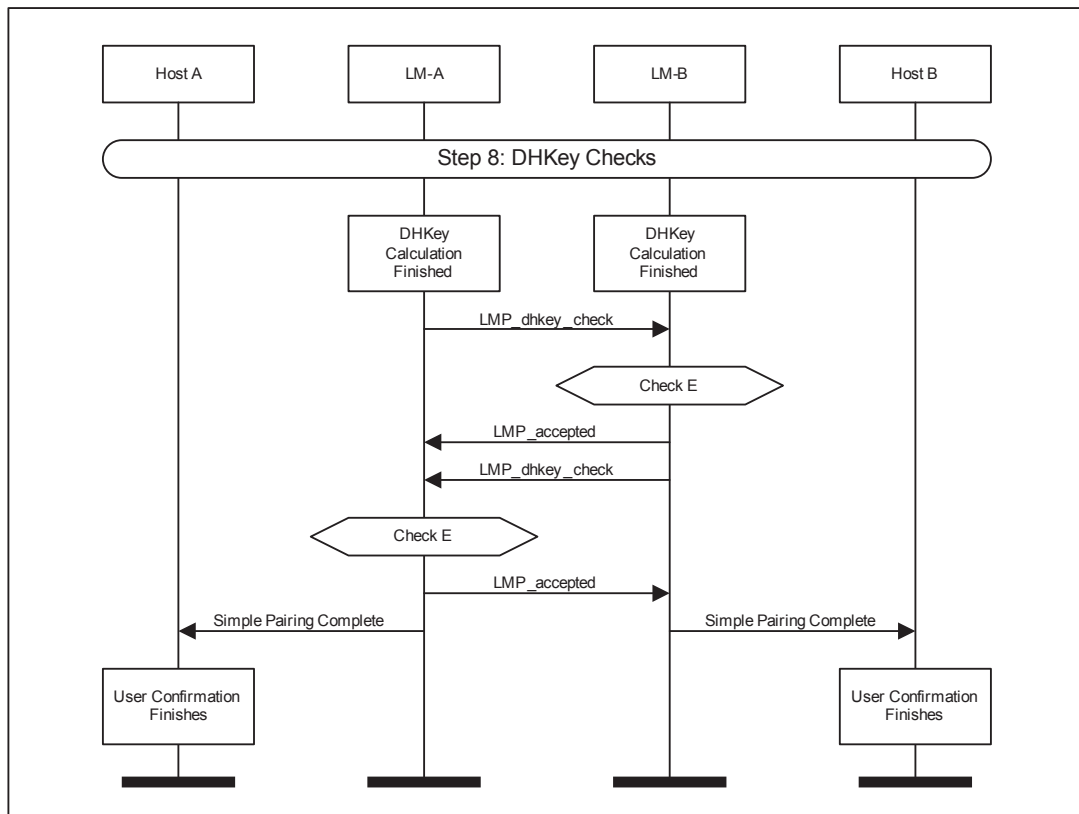 Host A
LM-A
LM-B
Host B
Step 8: DHKey Checks
DHKey
Calculation
Finished
DHKey
Calculation
Finished
LMP_dhkey_check
Check E
LMP_accepted
LMP_dhkey_check
Check E
LMP_accepted
Simple Pairing Complete
Simple Pairing Complete
User Confirmation
Finishes
User Confirmation
Finishes